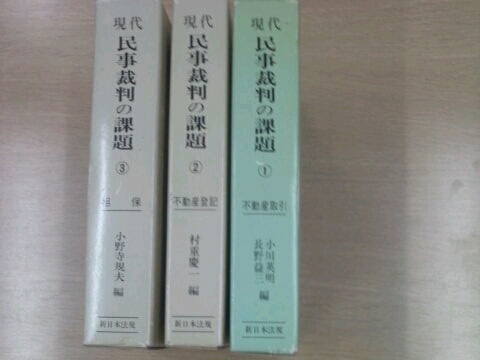 現代
民事裁判の課題
③
担保
小野寺規夫 編
新日本法規
現代
民事裁判の課題
②
不動産登記
村重慶一 編
新日本法規
現代
民事裁判の課題
①
不動産取引
小川英明
長野益三
編
新日本法規